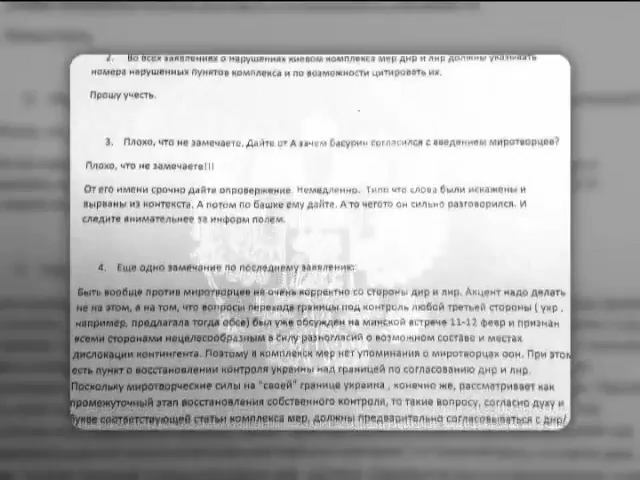 2. Во всех заявлениях о нарушениях киевом комплекса мер днр и лнр должны указывать
номера нарушенных пунктов комплекса и по возможности цитировать их.
Прошу учесть.
3. Плохо, что не замечаете. Дайте от А зачем басурин согласился с введением миротворцев?
Плохо, что не замечаете!!!
От его имени срочно дайте опровержение. Немедленно. Типо что слова были искажены и
вырваны из контекста. А потом по башке ему дайте. А то чегото он сильно разговорился. И
следите внимательнее за информ полем.
4. Еще одно замечание по последнему заявлению:
Быть вообще против миротворцев не очень корректно со стороны днр и лнр. Акцент надо делать
не на этом, а на том, что вопросы перехода границы под контроль любой третьей стороны ( укр ,
например, предлагала тогда обсе) был уже обсужден на минской встрече 11-12 февр и признан
всеми сторонами нецелесообразным в силу разногласий о возможном составе и местах
дислокации контингента. Поэтому в комплекс мер нет упоминания о миротворцах оон. При этом
есть пункт о восстановлении контроля украины над границей по согласованию днр и лнр.
Поскольку миротворческие силы на "своей" границе украина , конечно же, рассматривает как
промежуточный этап восстановления собственного контроля, то такие вопросу, согласно духу и
букве соответствующей статьи комплекса мер, должны предварительно согласовываться с днр/